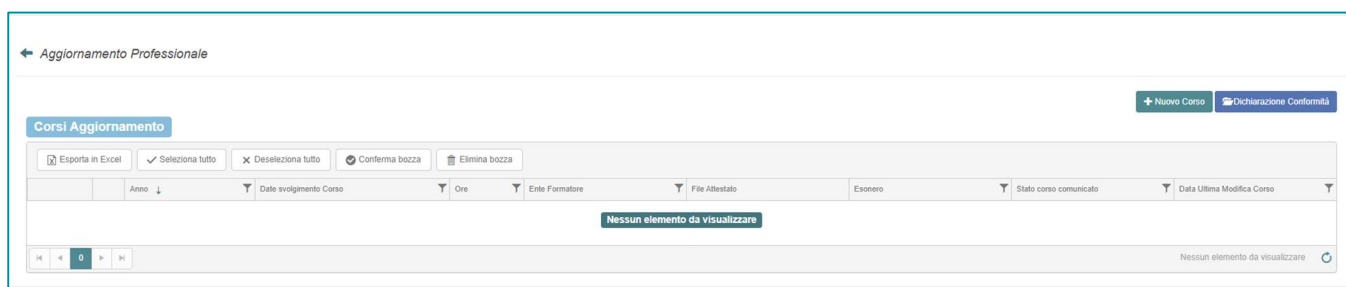 Aggiornamento Professionale
Nuovo Corso Dichiarazione Conformità
Corsi Aggiornamento
Esporta in Excel Seleziona tutto Deseleziona tutto Conferma bozza Elimina bozza
Anno ↓ Date svolgimento Corso Ore Ente Formatore File Attestato Esonero Stato corso comunicato Data Ultima Modifica Corso
Nessun elemento da visualizzare
0 Nessun elemento da visualizzare